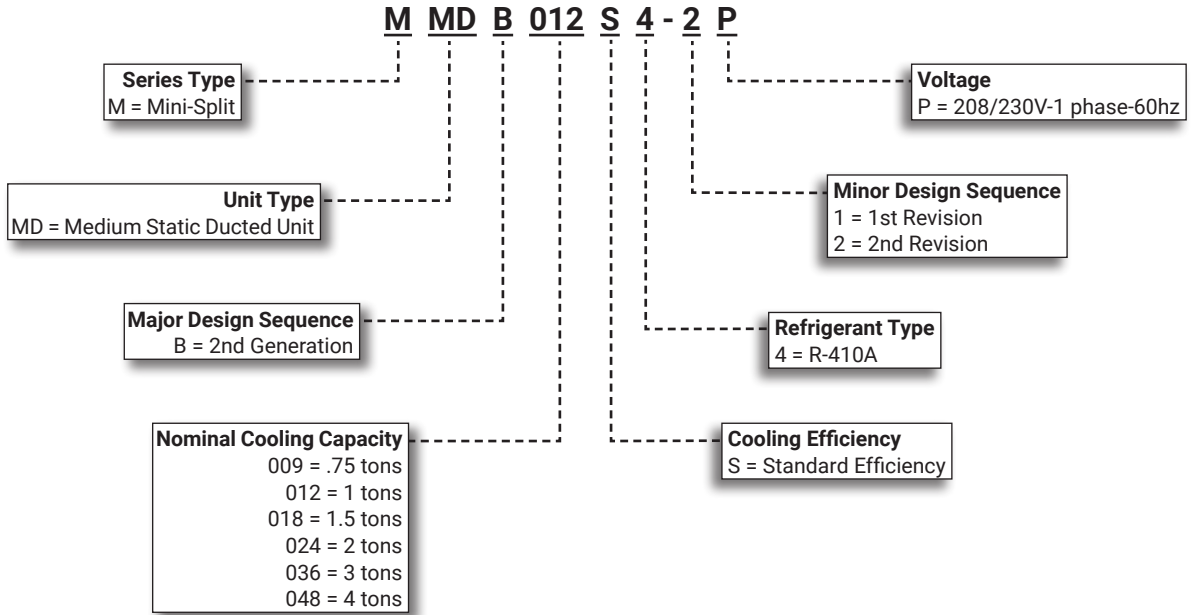 M MD B 012 S 4 - 2 P
Series Type
M = Mini-Split
Voltage
P = 208/230V-1 phase-60hz
Unit Type
MD = Medium Static Ducted Unit
Minor Design Sequence
1 = 1st Revision
2 = 2nd Revision
Major Design Sequence
B = 2nd Generation
Refrigerant Type
4 = R-410A
Nominal Cooling Capacity
009 = .75 tons
012 = 1 tons
018 = 1.5 tons
024 = 2 tons
036 = 3 tons
048 = 4 tons
Cooling Efficiency
S = Standard Efficiency